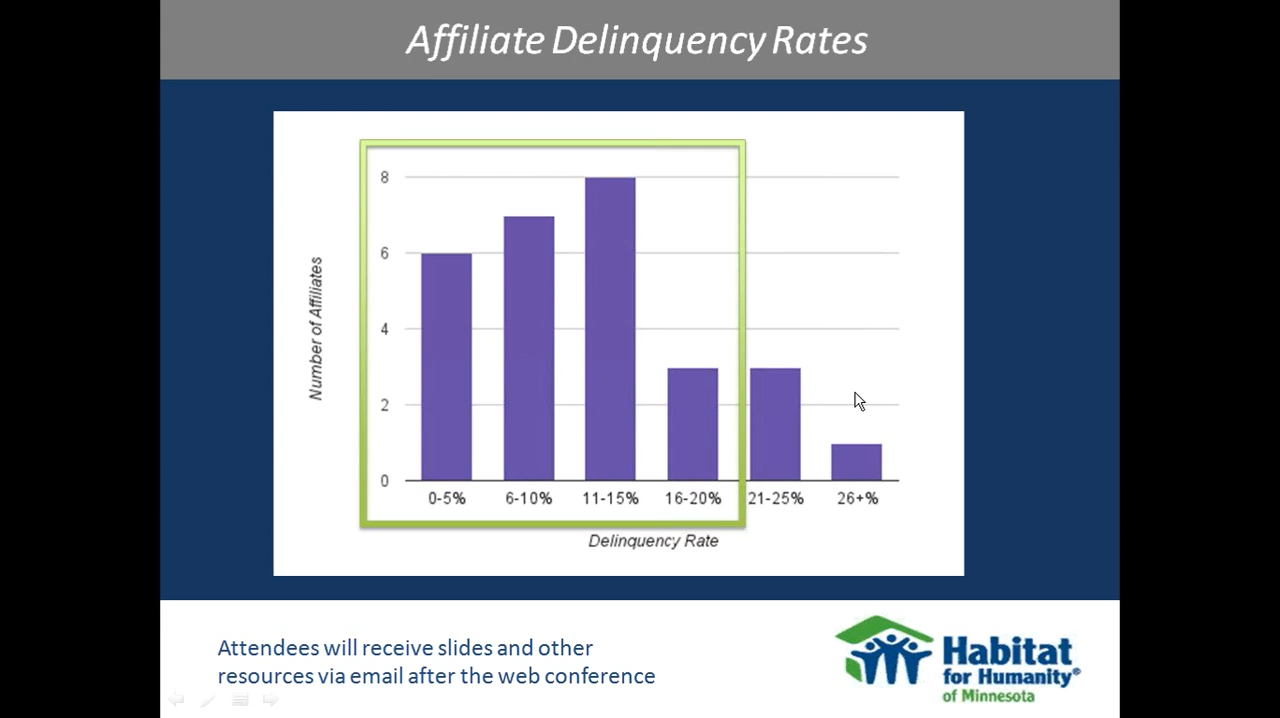 Affiliate Delinquency Rates
8
6
4
2
0
Number of Affiliates
0-5%
6-10%
11-15%
16-20%
21-25%
26+%
Delinquency Rate
Attendees will receive slides and other
resources via email after the web conference
Habitat
for Humanity®
of Minnesota